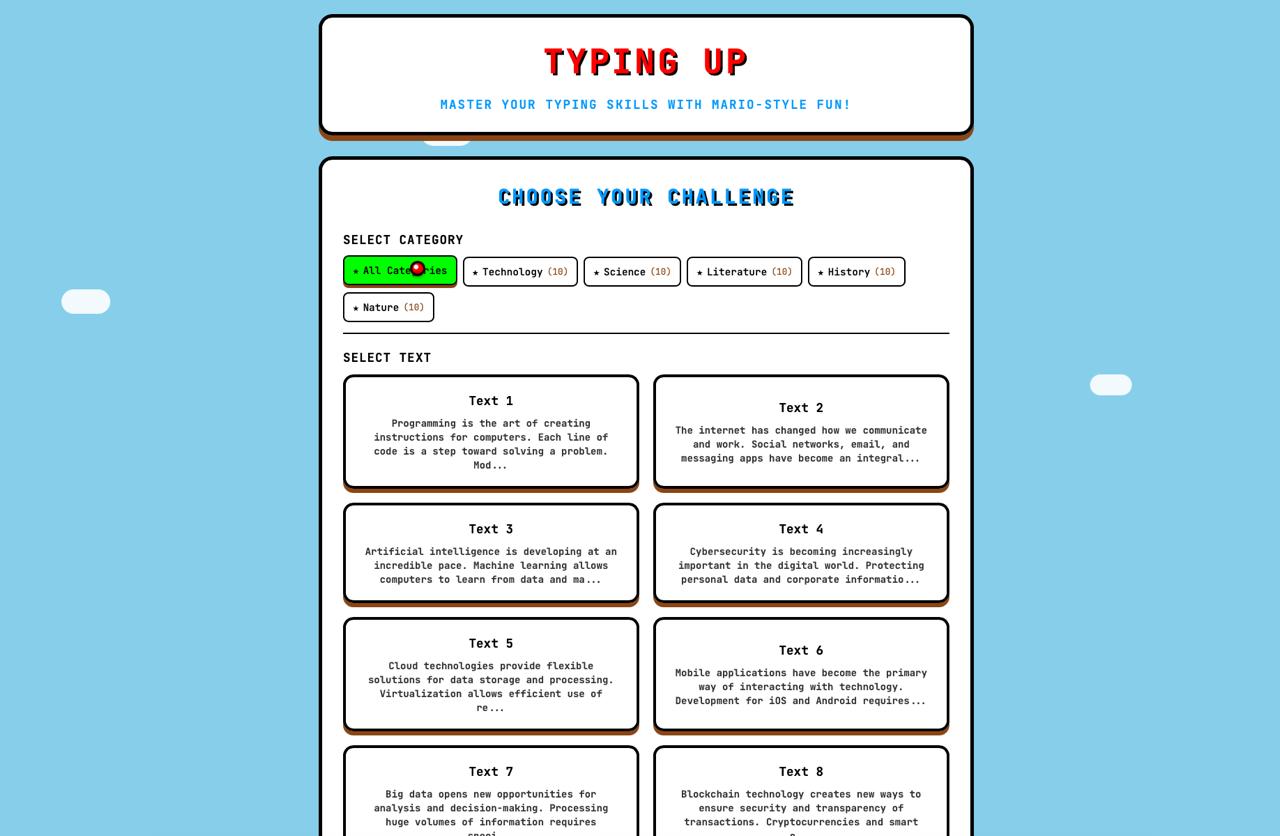 TYPING UP
MASTER YOUR TYPING SKILLS WITH MARIO-STYLE FUN!
CHOOSE YOUR CHALLENGE
SELECT CATEGORY
★ All Categories ★ Technology (10) ★ Science (10) ★ Literature (10) ★ History (10)
★ Nature (10)
SELECT TEXT
Text 1
Programming is the art of creating
instructions for computers. Each line of
code is a step toward solving a problem.
Mod...
Text 2
The internet has changed how we communicate
and work. Social networks, email, and
messaging apps have become an integral...
Text 3
Artificial intelligence is developing at an
incredible pace. Machine learning allows
computers to learn from data and ma...
Text 4
Cybersecurity is becoming increasingly
important in the digital world. Protecting
personal data and corporate informatio...
Text 5
Cloud technologies provide flexible
solutions for data storage and processing.
Virtualization allows efficient use of
re...
Text 6
Mobile applications have become the primary
way of interacting with technology.
Development for iOS and Android requires...
Text 7
Big data opens new opportunities for
analysis and decision-making. Processing
huge volumes of information requires
Text 8
Blockchain technology creates new ways to
ensure security and transparency of
transactions. Cryptocurrencies and smart